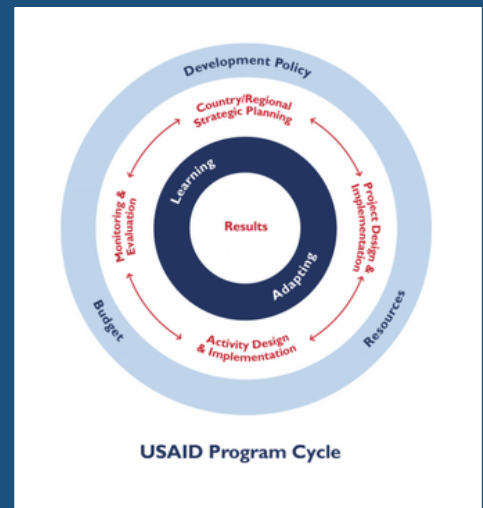 Development Policy
Country/Regional
Strategic Planning
Learning
Monitoring &
Evaluation
Results
Project Design &
Implementation
Adapting
Budget
Resources
Activity Design
& Implementation
USAID Program Cycle